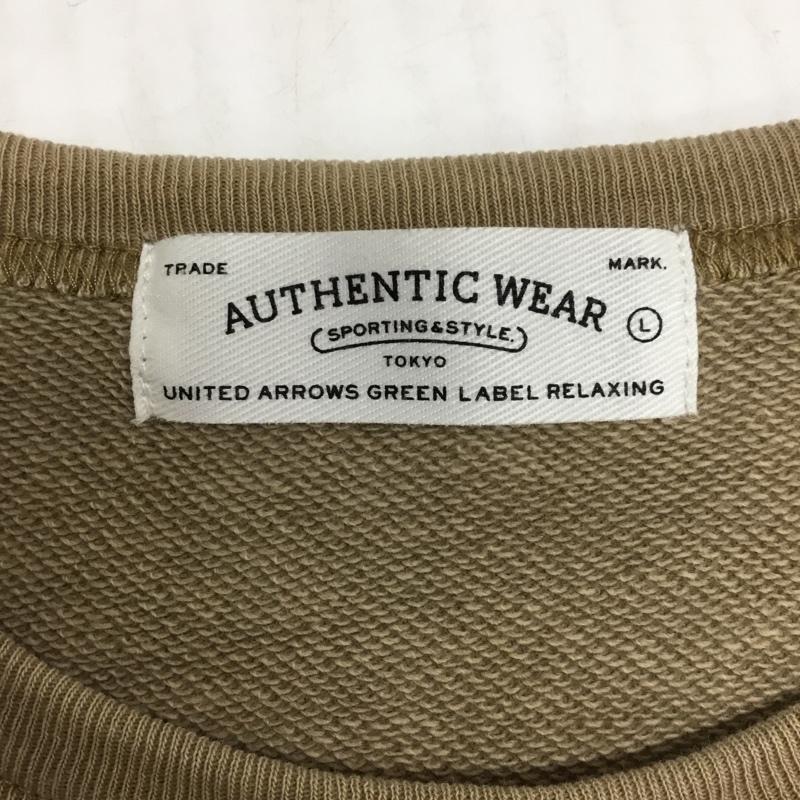 TRADE MARK.
AUTHENTIC WEAR
SPORTING&STYLE. L
TOKYO
UNITED ARROWS GREEN LABEL RELAXING